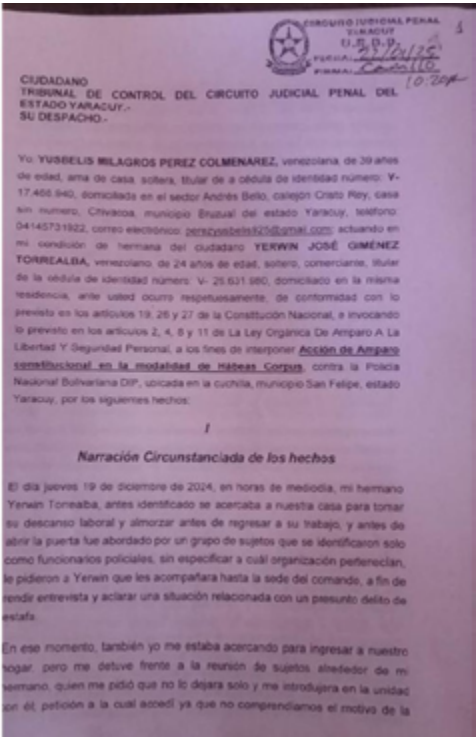 1
CIRCUITO JUDICIAL PENAL
YARACUY
U.R.D.D.
FECHA:
FIRMA:
10:20A
CIUDADANO
TRIBUNAL DE CONTROL DEL CIRCUITO JUDICIAL PENAL DEL
ESTADO YARACUY.-
SU DESPACHO.-
Yo, YUSBELIS MILAGROS PEREZ COLMENAREZ, venezolana, de 39 años
de edad, ama de casa, soltera, titular de a cédula de identidad número: V-
17.468.940, domiciliada en el sector Andrés Bello, callejón Cristo Rey, casa
sin numero, Chivacoa, municipio Bruzual del estado Yaracuy, teléfono:
04145731922, correo electrónico: actuando en
mi condición de hermana del ciudadano YERWIN JOSÉ GIMÉNEZ
TORREALBA, venezolano, de 24 años de edad, soltero, comerciante, titular
de la cédula de identidad número: V- domiciliado en la misma
residencia, ante usted ocurro respetuosamente, de conformidad con lo
previsto en los artículos 19, 26 y 27 de la Constitución Nacional, e invocando
lo previsto en los artículos 2, 4, 8 y 11 de La Ley Orgánica De Amparo A La
Libertad Y Seguridad Personal, a los fines de interponer Acción de Amparo
constitucional en la modalidad de Hábeas Corpus, contra la Policía
Nacional Bolivariana DIP, ubicada en la cuchilla, municipio San Felipe, estado
Yaracuy, por los siguientes hechos:
I
Narración Circunstanciada de los hechos
El día jueves 19 de diciembre de 2024, en horas de mediodía, mi hermano
Yerwin Torrealba, antes identificado se acercaba a nuestra casa para tomar
su descanso laboral y almorzar antes de regresar a su trabajo, y antes de
abrir la puerta fue abordado por un grupo de sujetos que se identificaron solo
como funcionarios policiales, sin especificar a cuál organización pertenecían,
le pidieron a Yerwin que les acompañara hasta la sede del comando, a fin de
rendir entrevista y aclarar una situación relacionada con un presunto delito de
estafa.
En ese momento, también yo me estaba acercando para ingresar a nuestro
hogar, pero me detuve frente a la reunión de sujetos alrededor de mi
hermano, quien me pidió que no lo dejara solo y me introdujera en la unidad
con él, petición a la cual accedí ya que no comprendíamos el motivo de la